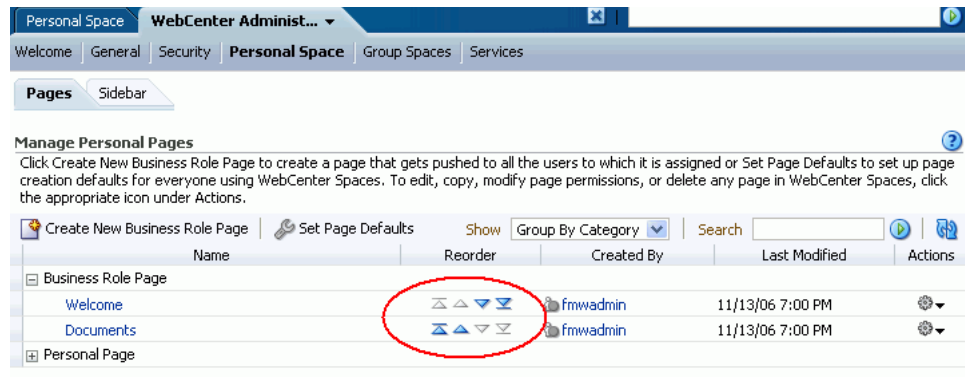 Personal Space WebCenter Administ...
Welcome General Security Personal Space Group Spaces Services
Pages Sidebar
Manage Personal Pages
Click Create New Business Role Page to create a page that gets pushed to all the users to which it is assigned or Set Page Defaults to set up page
creation defaults for everyone using WebCenter Spaces. To edit, copy, modify page permissions, or delete any page in WebCenter Spaces, click
the appropriate icon under Actions.
Create New Business Role Page Set Page Defaults Show Group By Category Search
Name Reorder Created By Last Modified Actions
Business Role Page
Welcome fmwadmin 11/13/06 7:00 PM
Documents fmwadmin 11/13/06 7:00 PM
Personal Page